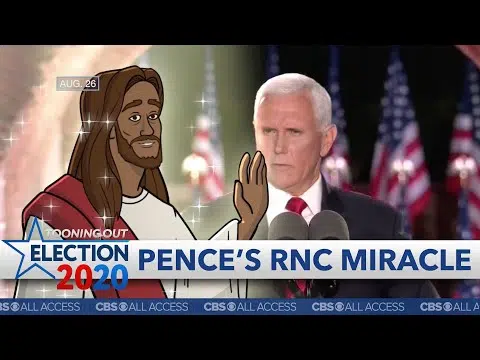 AUG. 26
TOONING OUT
ELECTION
2020
PENCE'S RNC MIRACLE
CBS ALL ACCESS CBS ALL ACCESS CBS ALL ACCESS CBS ALL ACCESS CBS ALL ACCESS